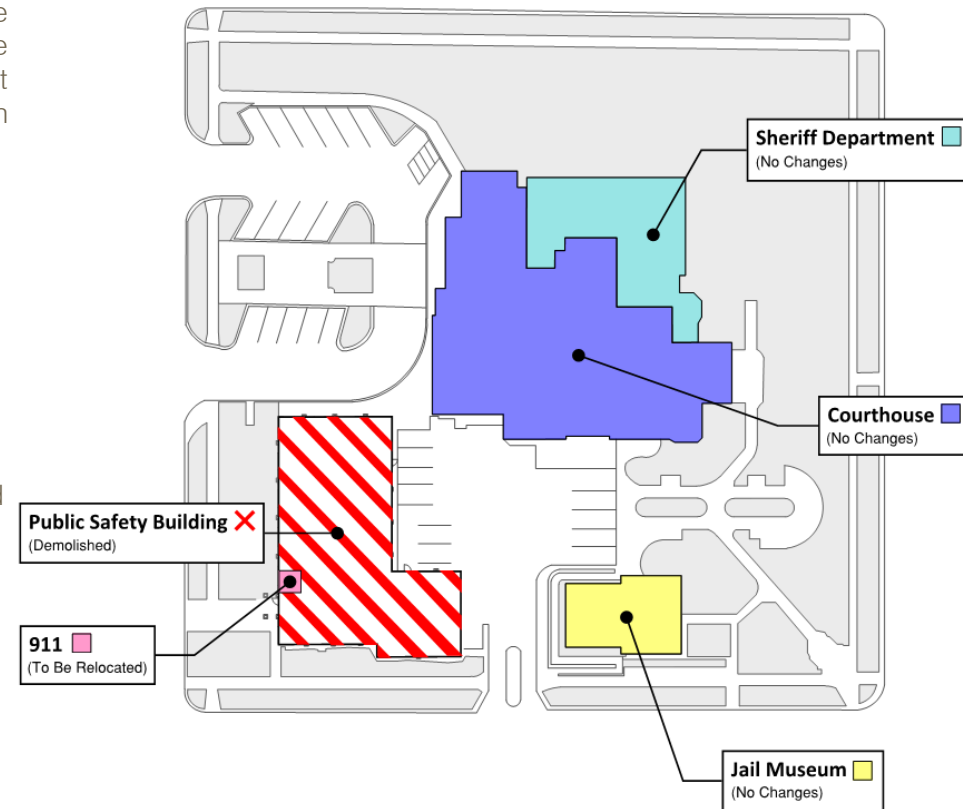 Sheriff Department
(No Changes)
Courthouse
(No Changes)
Public Safety Building
(Demolished)
911
(To Be Relocated)
Jail Museum
(No Changes)